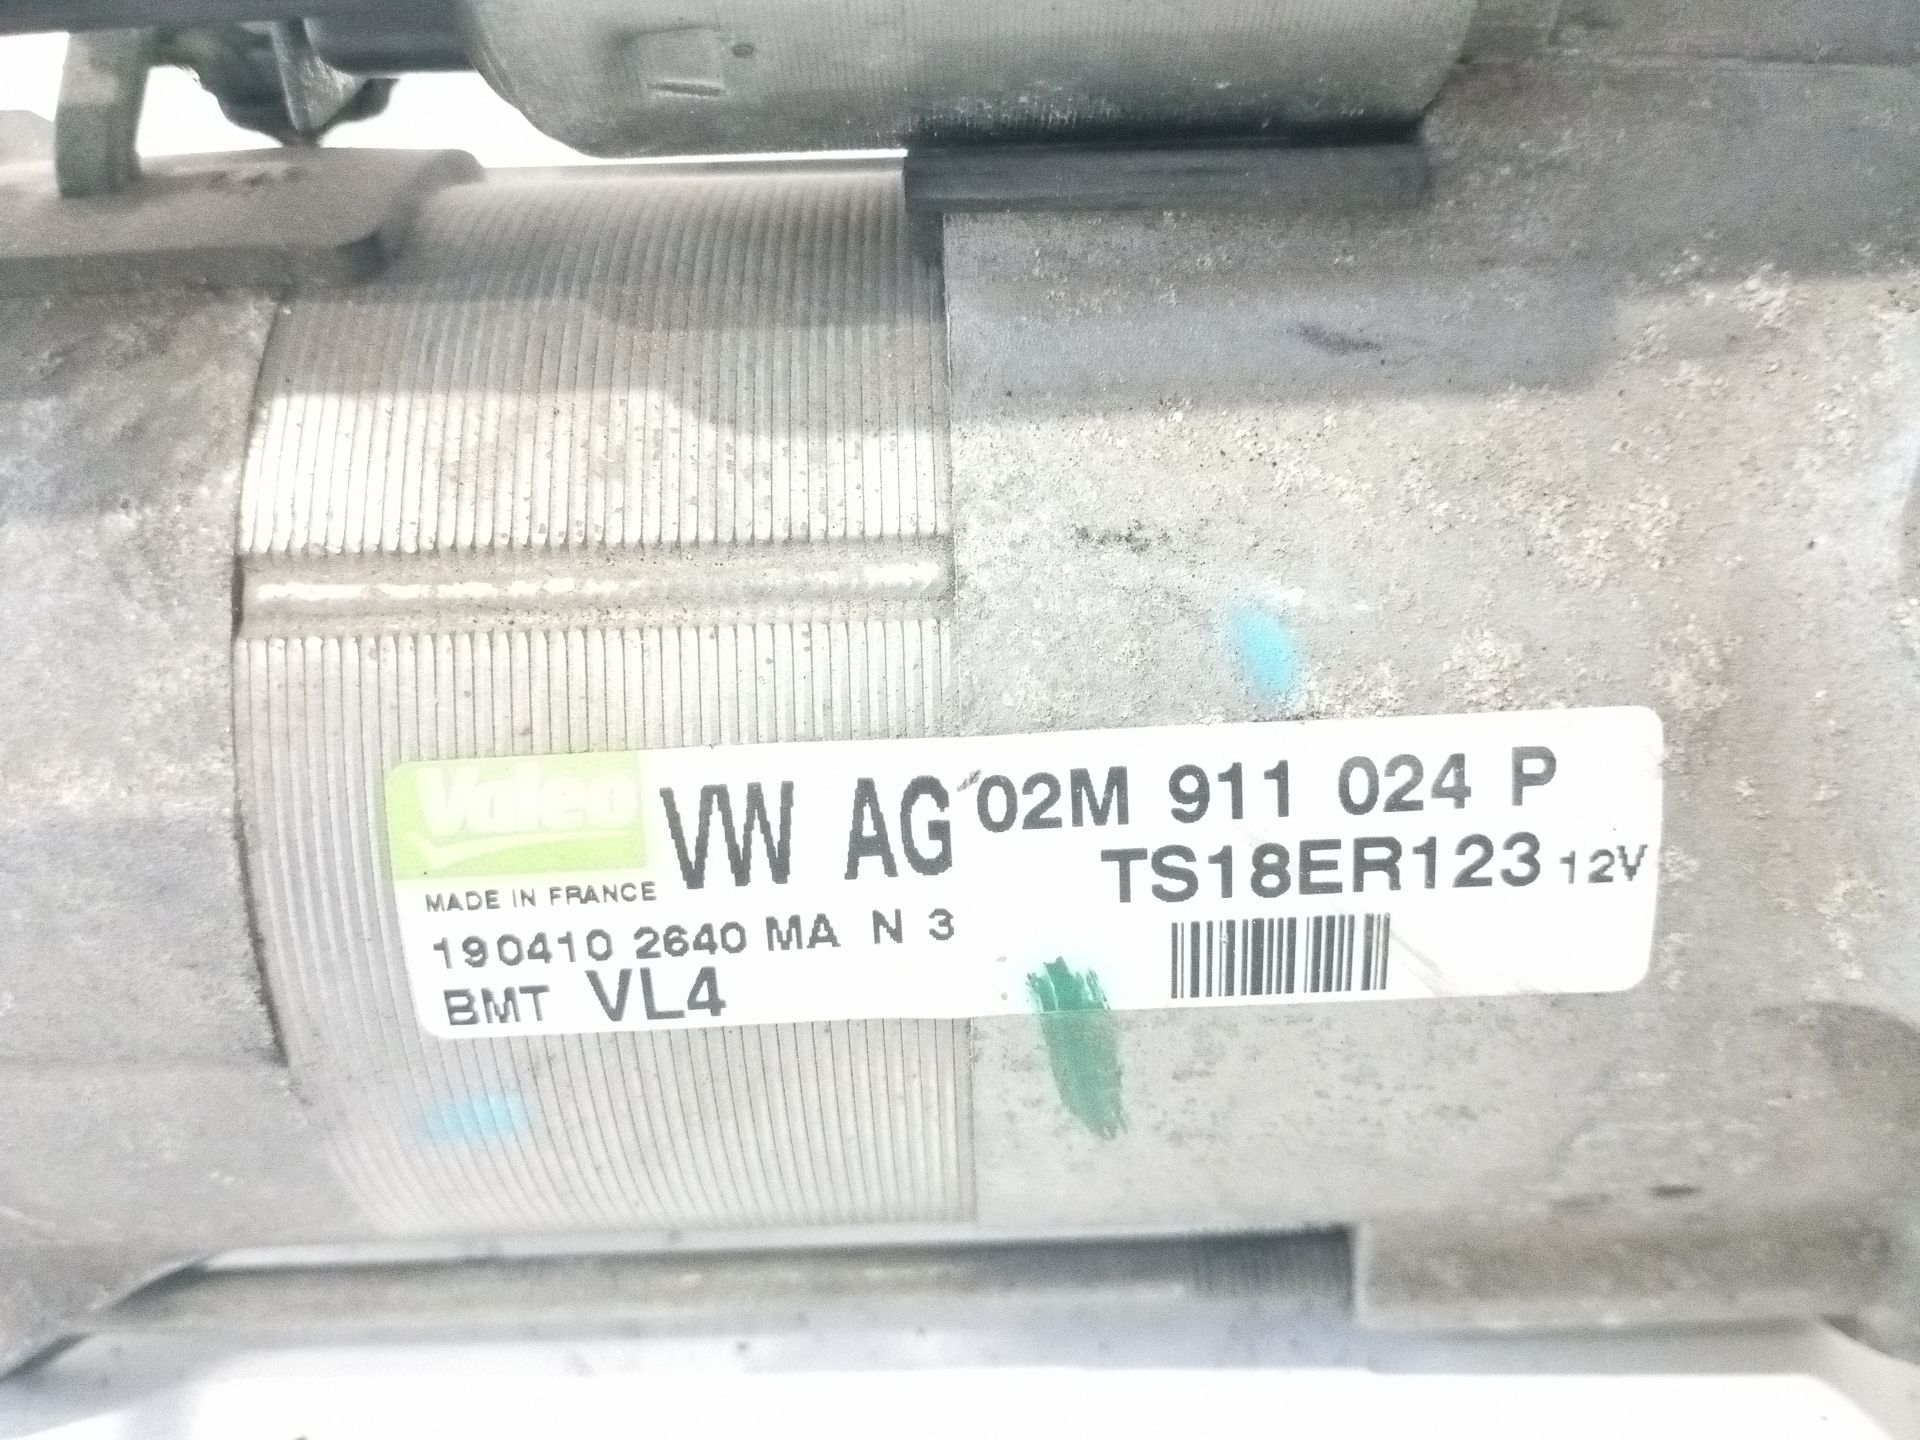 Valeo VW AG 02M 911 024 P
TS18ER123 12V
MADE IN FRANCE
190410 2640 MA N 3
BMT VL4